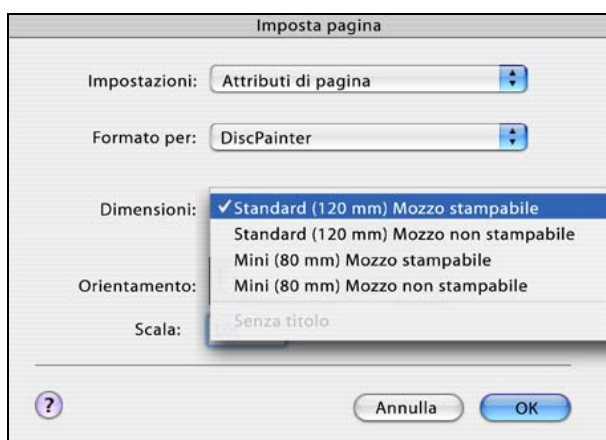 Imposta pagina
Impostazioni: Attributi di pagina
Formato per: DiscPainter
Dimensioni: ✓Standard (120 mm) Mozzo stampabile
Standard (120 mm) Mozzo non stampabile
Mini (80 mm) Mozzo stampabile
Orientamento: Mini (80 mm) Mozzo non stampabile
Scala: Senza titolo
? Annulla OK